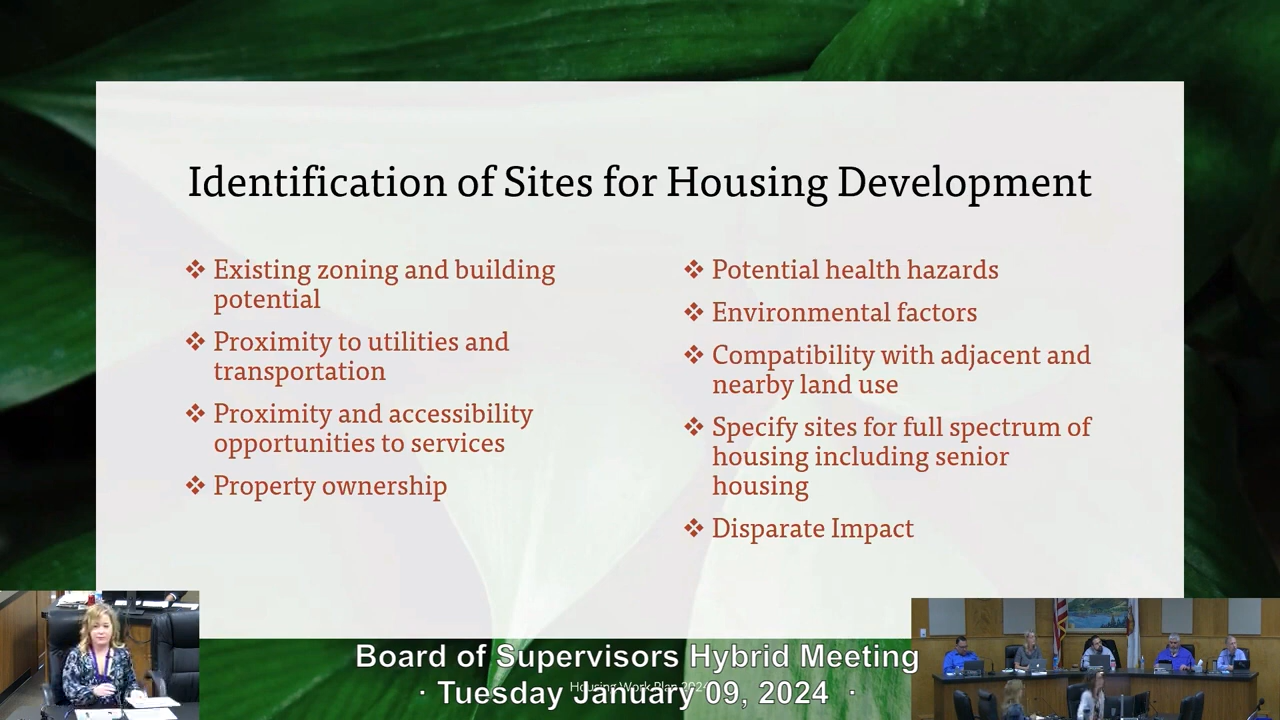 Identification of Sites for Housing Development
❖ Existing zoning and building
potential
❖ Proximity to utilities and
transportation
❖ Proximity and accessibility
opportunities to services
❖ Property ownership
❖ Potential health hazards
❖ Environmental factors
❖ Compatibility with adjacent and
nearby land use
❖ Specify sites for full spectrum of
housing including senior
housing
❖ Disparate Impact
Board of Supervisors Hybrid Meeting
Housing Work Plan
· Tuesday January 09, 2024 ·